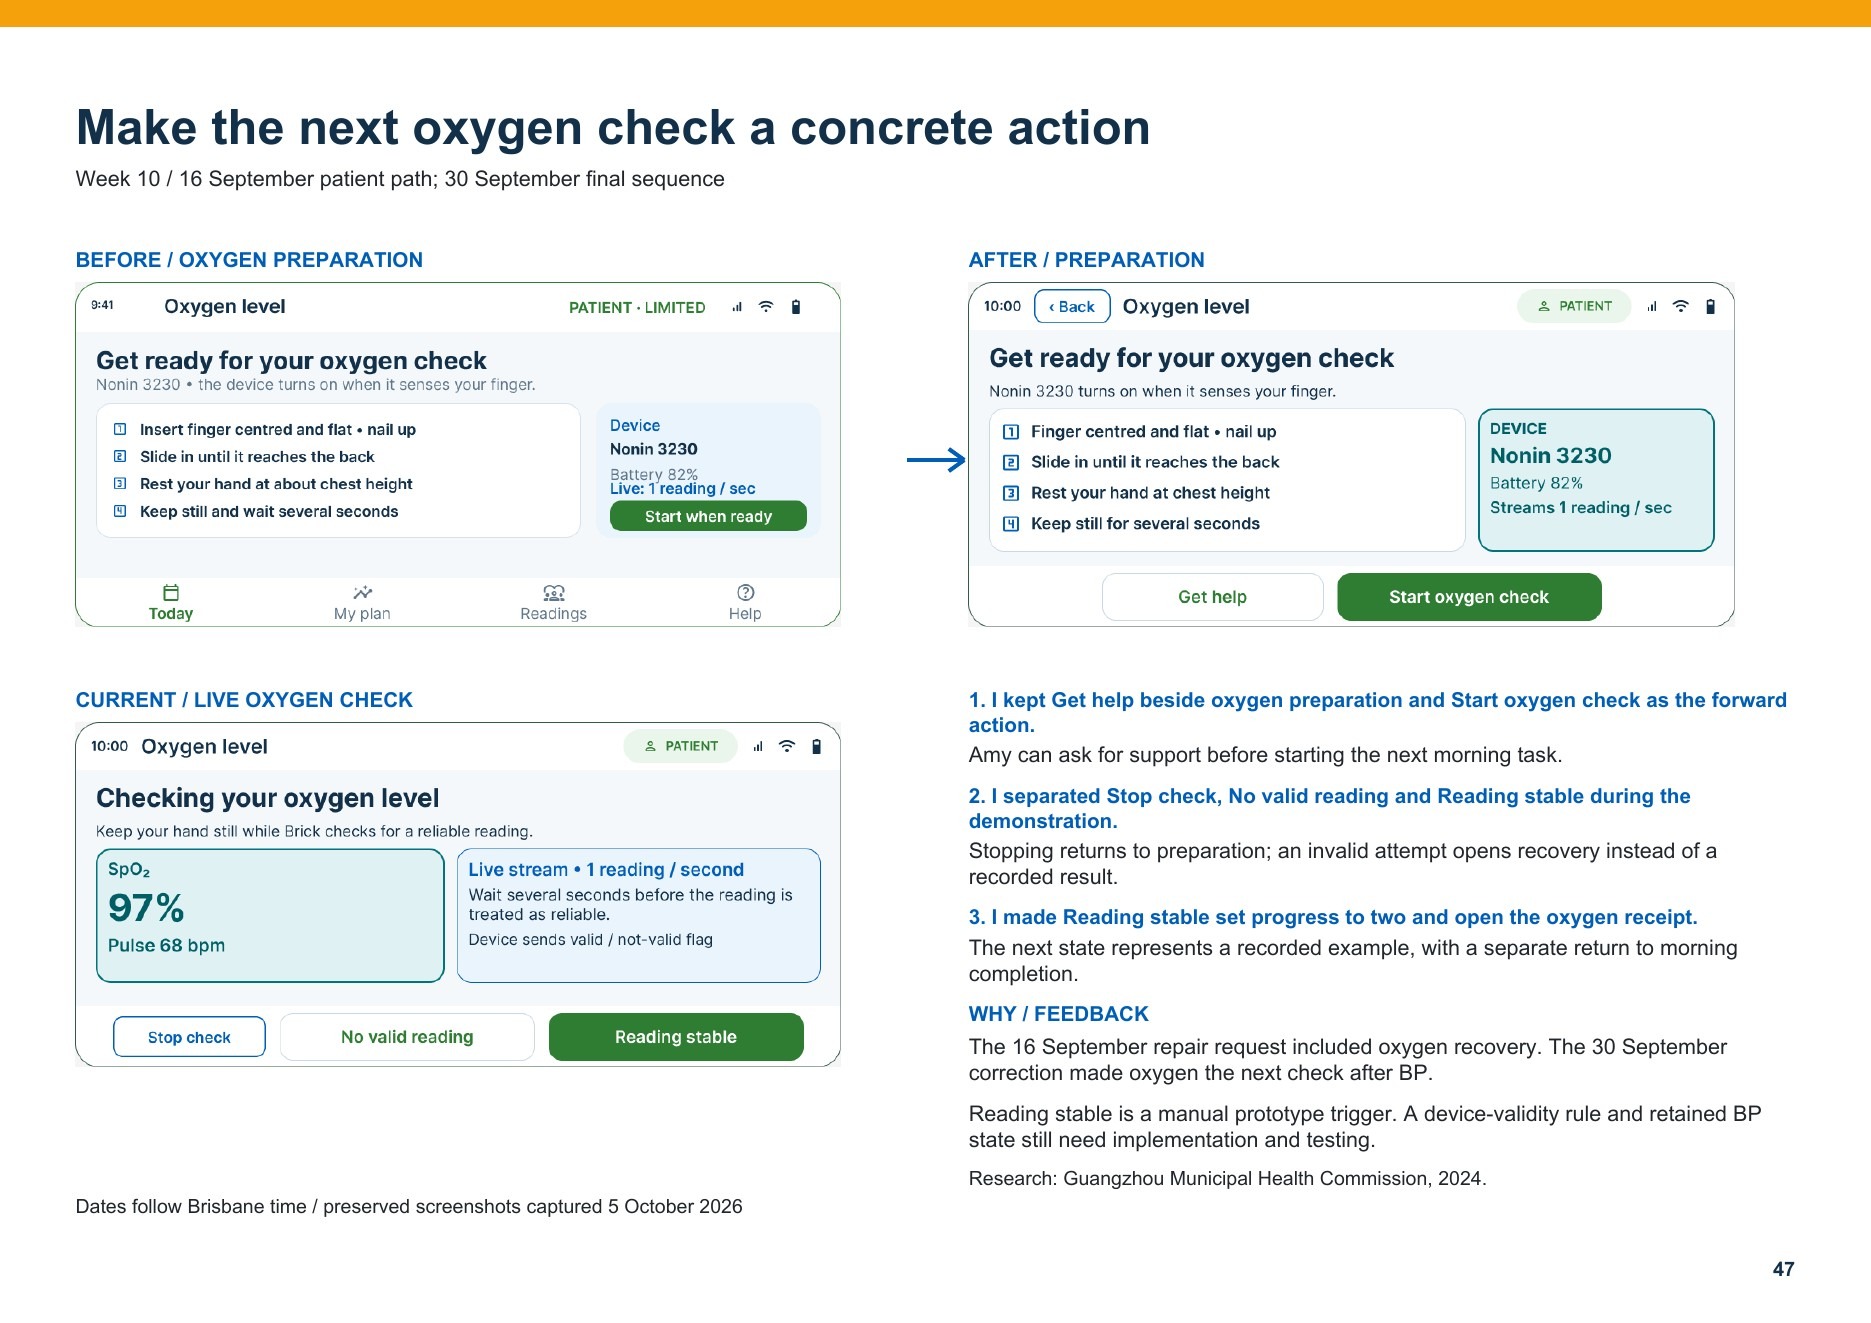 Make the next oxygen check a concrete action
Week 10 / 16 September patient path; 30 September final sequence
BEFORE / OXYGEN PREPARATION
9:41 Oxygen level PATIENT · LIMITED
Get ready for your oxygen check
Nonin 3230 • the device turns on when it senses your finger.
1 Insert finger centred and flat • nail up
2 Slide in until it reaches the back
3 Rest your hand at about chest height
4 Keep still and wait several seconds
Device
Nonin 3230
Battery 82%
Live: 1 reading / sec
Start when ready
Today My plan Readings Help
AFTER / PREPARATION
10:00 ‹ Back Oxygen level PATIENT
Get ready for your oxygen check
Nonin 3230 turns on when it senses your finger.
1 Finger centred and flat • nail up
2 Slide in until it reaches the back
3 Rest your hand at chest height
4 Keep still for several seconds
DEVICE
Nonin 3230
Battery 82%
Streams 1 reading / sec
Get help Start oxygen check
CURRENT / LIVE OXYGEN CHECK
10:00 Oxygen level PATIENT
Checking your oxygen level
Keep your hand still while Brick checks for a reliable reading.
SpO₂
97%
Pulse 68 bpm
Live stream • 1 reading / second
Wait several seconds before the reading is
treated as reliable.
Device sends valid / not-valid flag
Stop check No valid reading Reading stable
1. I kept Get help beside oxygen preparation and Start oxygen check as the forward
action.
Amy can ask for support before starting the next morning task.
2. I separated Stop check, No valid reading and Reading stable during the
demonstration.
Stopping returns to preparation; an invalid attempt opens recovery instead of a
recorded result.
3. I made Reading stable set progress to two and open the oxygen receipt.
The next state represents a recorded example, with a separate return to morning
completion.
WHY / FEEDBACK
The 16 September repair request included oxygen recovery. The 30 September
correction made oxygen the next check after BP.
Reading stable is a manual prototype trigger. A device-validity rule and retained BP
state still need implementation and testing.
Research: Guangzhou Municipal Health Commission, 2024.
Dates follow Brisbane time / preserved screenshots captured 5 October 2026
47